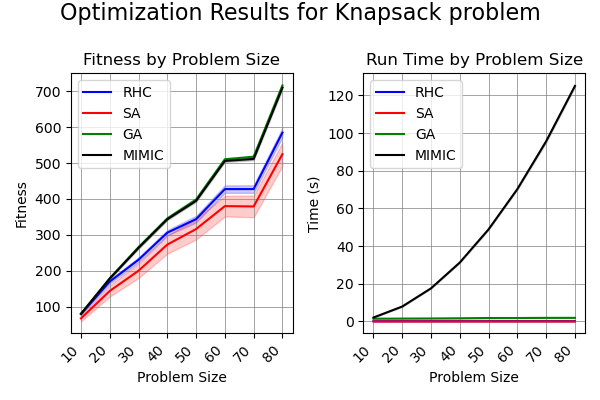 Optimization Results for Knapsack problem
Fitness by Problem Size
700
600
500
400
300
200
100
Fitness
RHC
SA
GA
MIMIC
10
20
30
40
50
60
70
80
Problem Size
Run Time by Problem Size
120
100
80
60
40
20
0
Time (s)
RHC
SA
GA
MIMIC
10
20
30
40
50
60
70
80
Problem Size